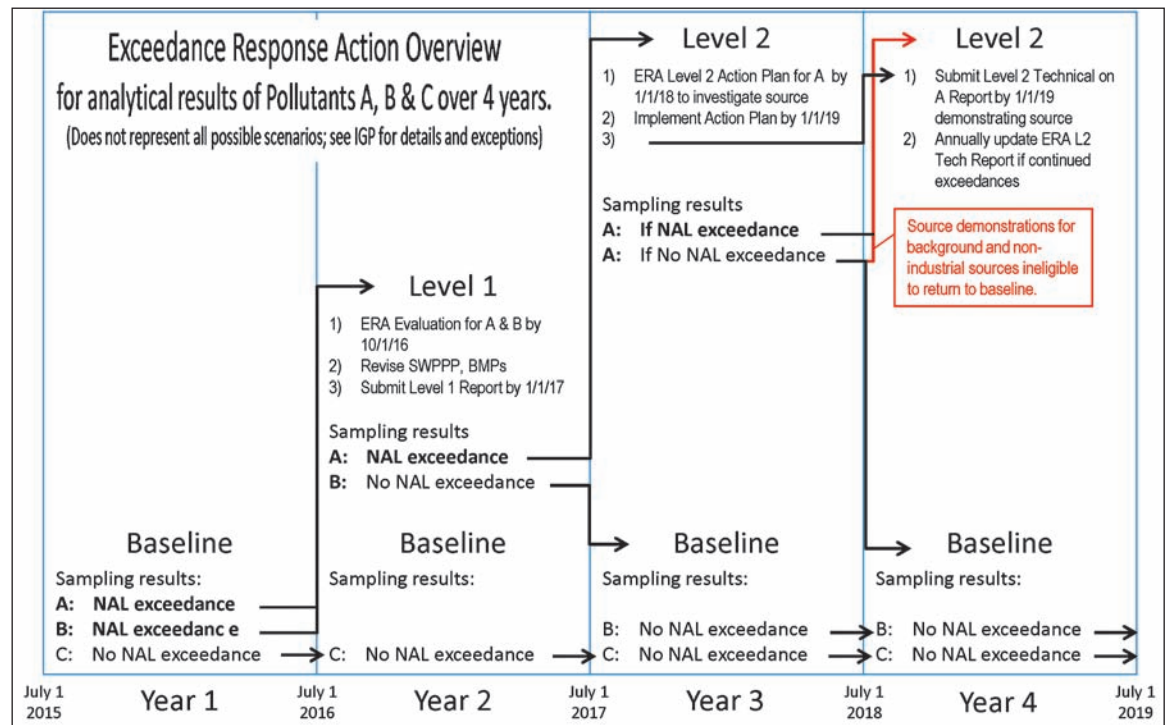 Exceedance Response Action Overview
for analytical results of Pollutants A, B & C over 4 years.
(Does not represent all possible scenarios; see IGP for details and exceptions)
Baseline
Sampling results:
A: NAL exceedance
B: NAL exceedanc e
C: No NAL exceedance
Level 1
1) ERA Evaluation for A & B by
10/1/16
2) Revise SWPPP, BMPs
3) Submit Level 1 Report by 1/1/17
Sampling results
A: NAL exceedance
B: No NAL exceedance
Baseline
Sampling results:
C: No NAL exceedance
Level 2
1) ERA Level 2 Action Plan for A by
1/1/18 to investigate source
2) Implement Action Plan by 1/1/19
3)
Sampling results
A: If NAL exceedance
A: If No NAL exceedance
Baseline
Sampling results:
B: No NAL exceedance
C: No NAL exceedance
Level 2
1) Submit Level 2 Technical on
A Report by 1/1/19
demonstrating source
2) Annually update ERA L2
Tech Report if continued
exceedances
Source demonstrations for
background and non-
industrial sources ineligible
to return to baseline.
Baseline
Sampling results:
B: No NAL exceedance
C: No NAL exceedance
July 1
2015
Year 1
July 1
2016
Year 2
July 1
2017
Year 3
July 1
2018
Year 4
July 1
2019